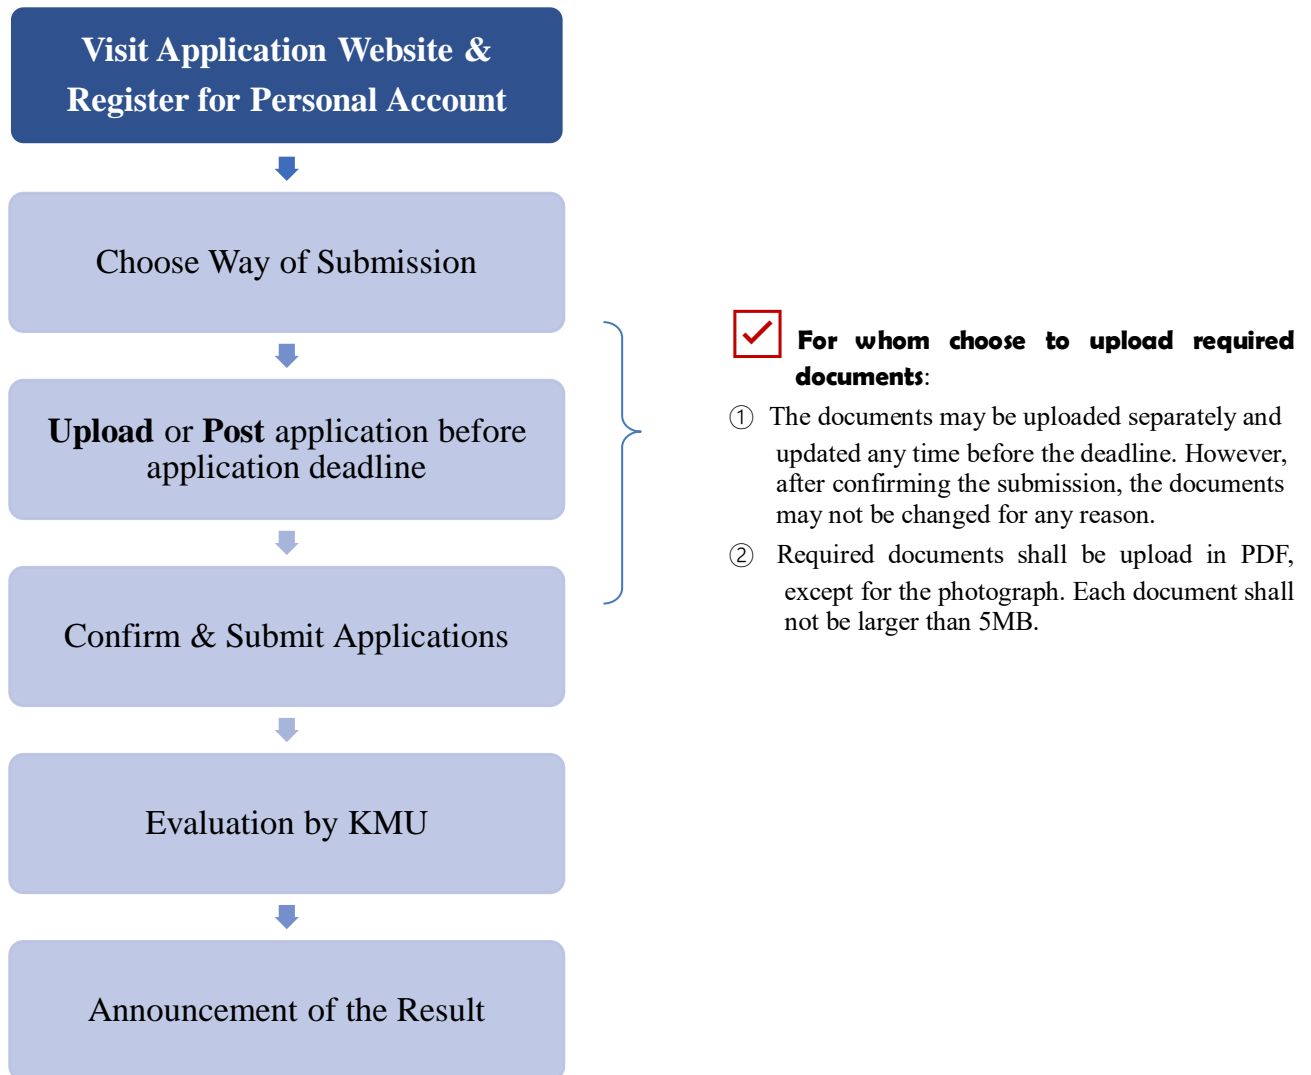 Visit Application Website &
Register for Personal Account
Choose Way of Submission
Upload or Post application before
application deadline
Confirm & Submit Applications
Evaluation by KMU
Announcement of the Result
For whom choose to upload required
documents:
① The documents may be uploaded separately and
updated any time before the deadline. However,
after confirming the submission, the documents
may not be changed for any reason.
② Required documents shall be upload in PDF,
except for the photograph. Each document shall
not be larger than 5MB.